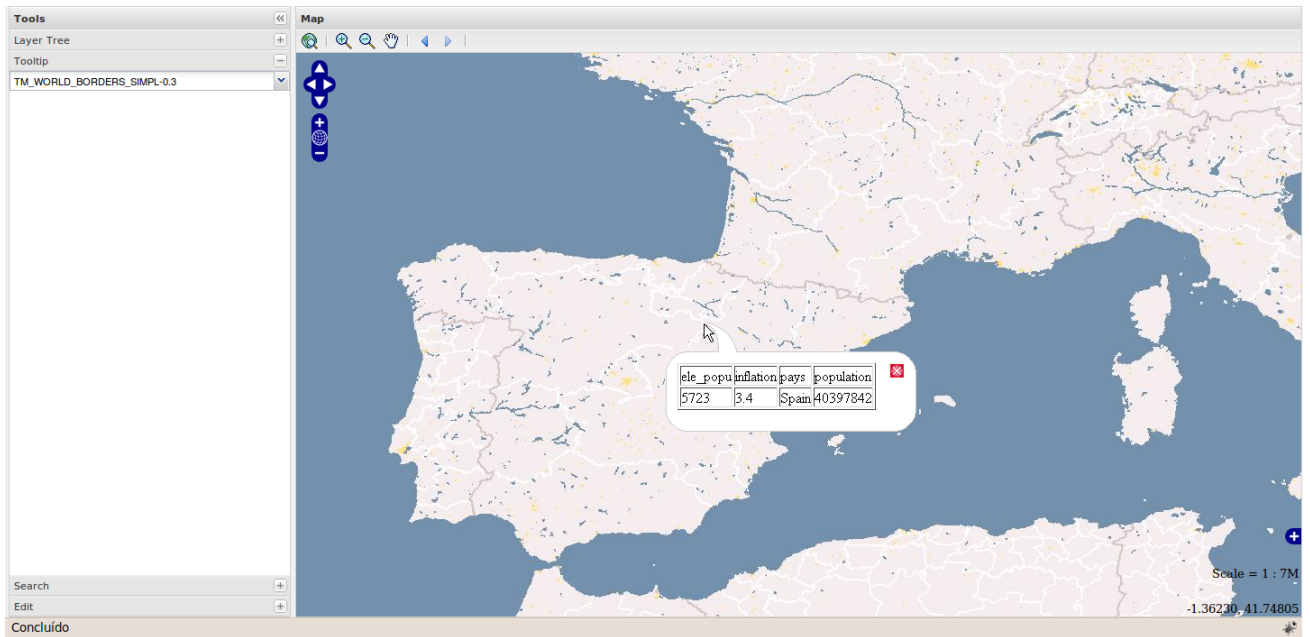 Tools
Map
Layer Tree
Tooltip
TM_WORLD_BORDERS_SIMPL-0.3
ele_popu inflation pays population
5723 3.4 Spain 40397842
Search
Edit
Scale = 1 : 7M
-1.36230, 41.74805
Concluído